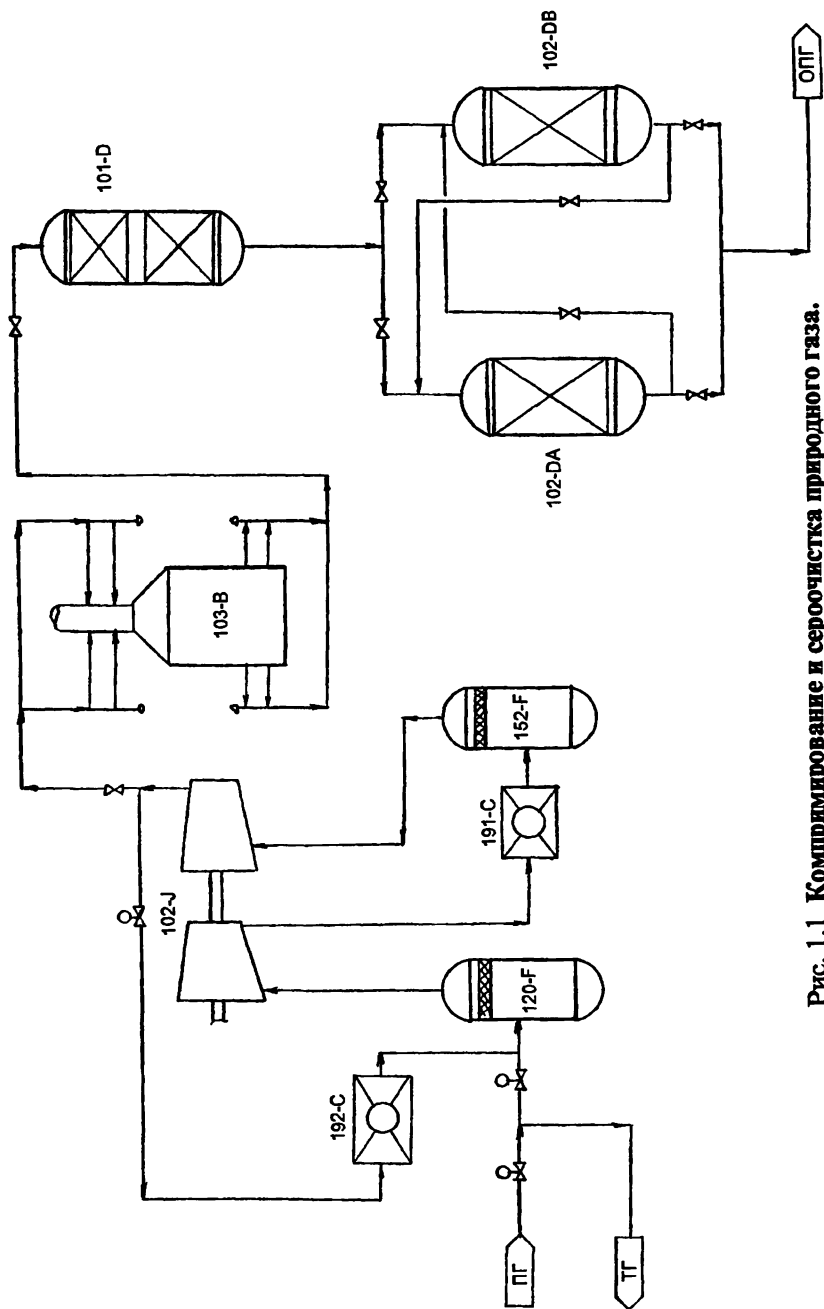 101-D
102-DB
ОПГ
102-DA
103-B
152-F
191-C
102-J
120-F
192-C
ПГ
ТГ
Рис. 1.1 Компримирование и сероочистка природного газа.